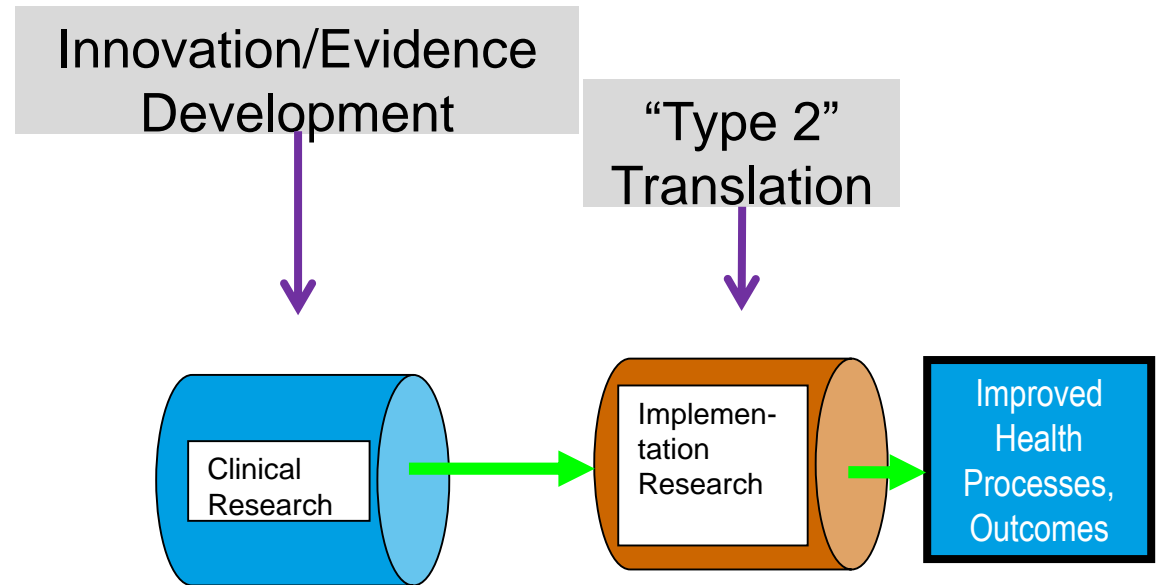 Innovation/Evidence
Development
“Type 2”
Translation
Clinical
Research
Implemen-
tation
Research
Improved
Health
Processes,
Outcomes